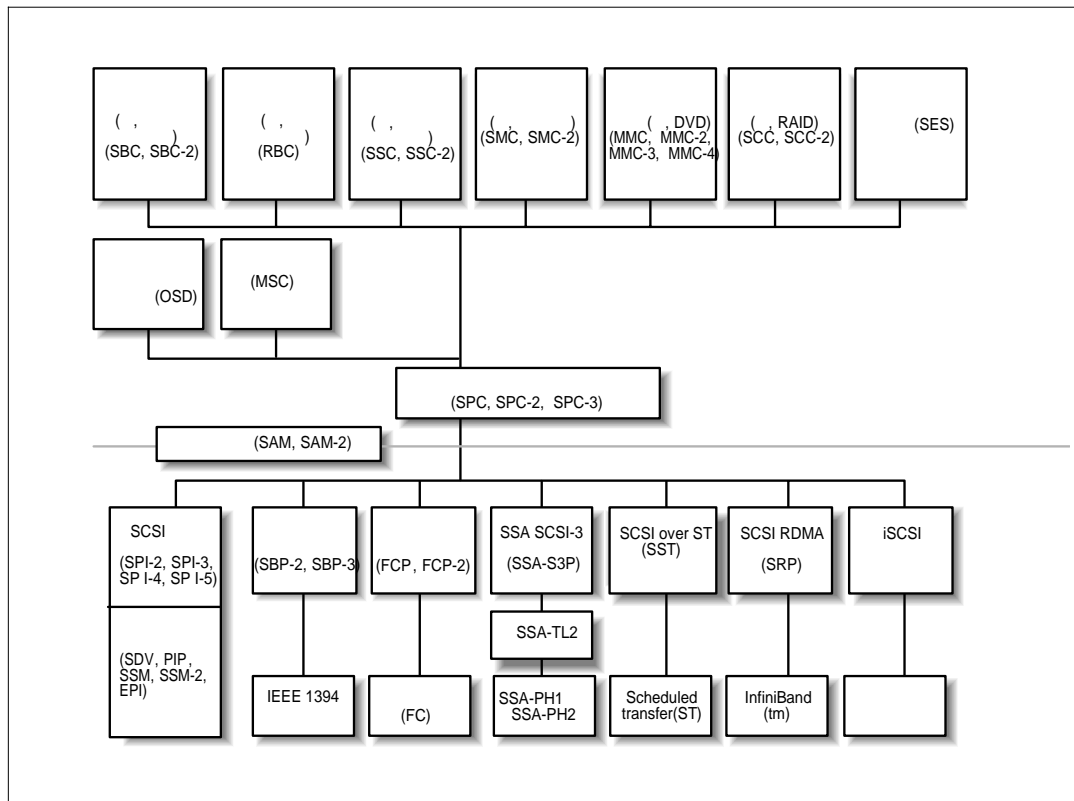 ( ,
)
(SBC, SBC-2)
( ,
)
(RBC)
( ,
)
(SSC, SSC-2)
( , )
(SMC, SMC-2)
( , DVD)
(MMC, MMC-2,
MMC-3, MMC-4)
( , RAID)
(SCC, SCC-2)
(SES)
(OSD)
(MSC)
(SPC, SPC-2, SPC-3)
(SAM, SAM-2)
SCSI
(SPI-2, SPI-3,
SP I-4, SP I-5)
(SBP-2, SBP-3)
(FCP, FCP-2)
SSA SCSI-3
(SSA-S3P)
SCSI over ST
(SST)
SCSI RDMA
(SRP)
iSCSI
(SDV, PIP,
SSM, SSM-2,
EPI)
SSA-TL2
IEEE 1394
(FC)
SSA-PH1
SSA-PH2
Scheduled
transfer(ST)
InfiniBand
(tm)